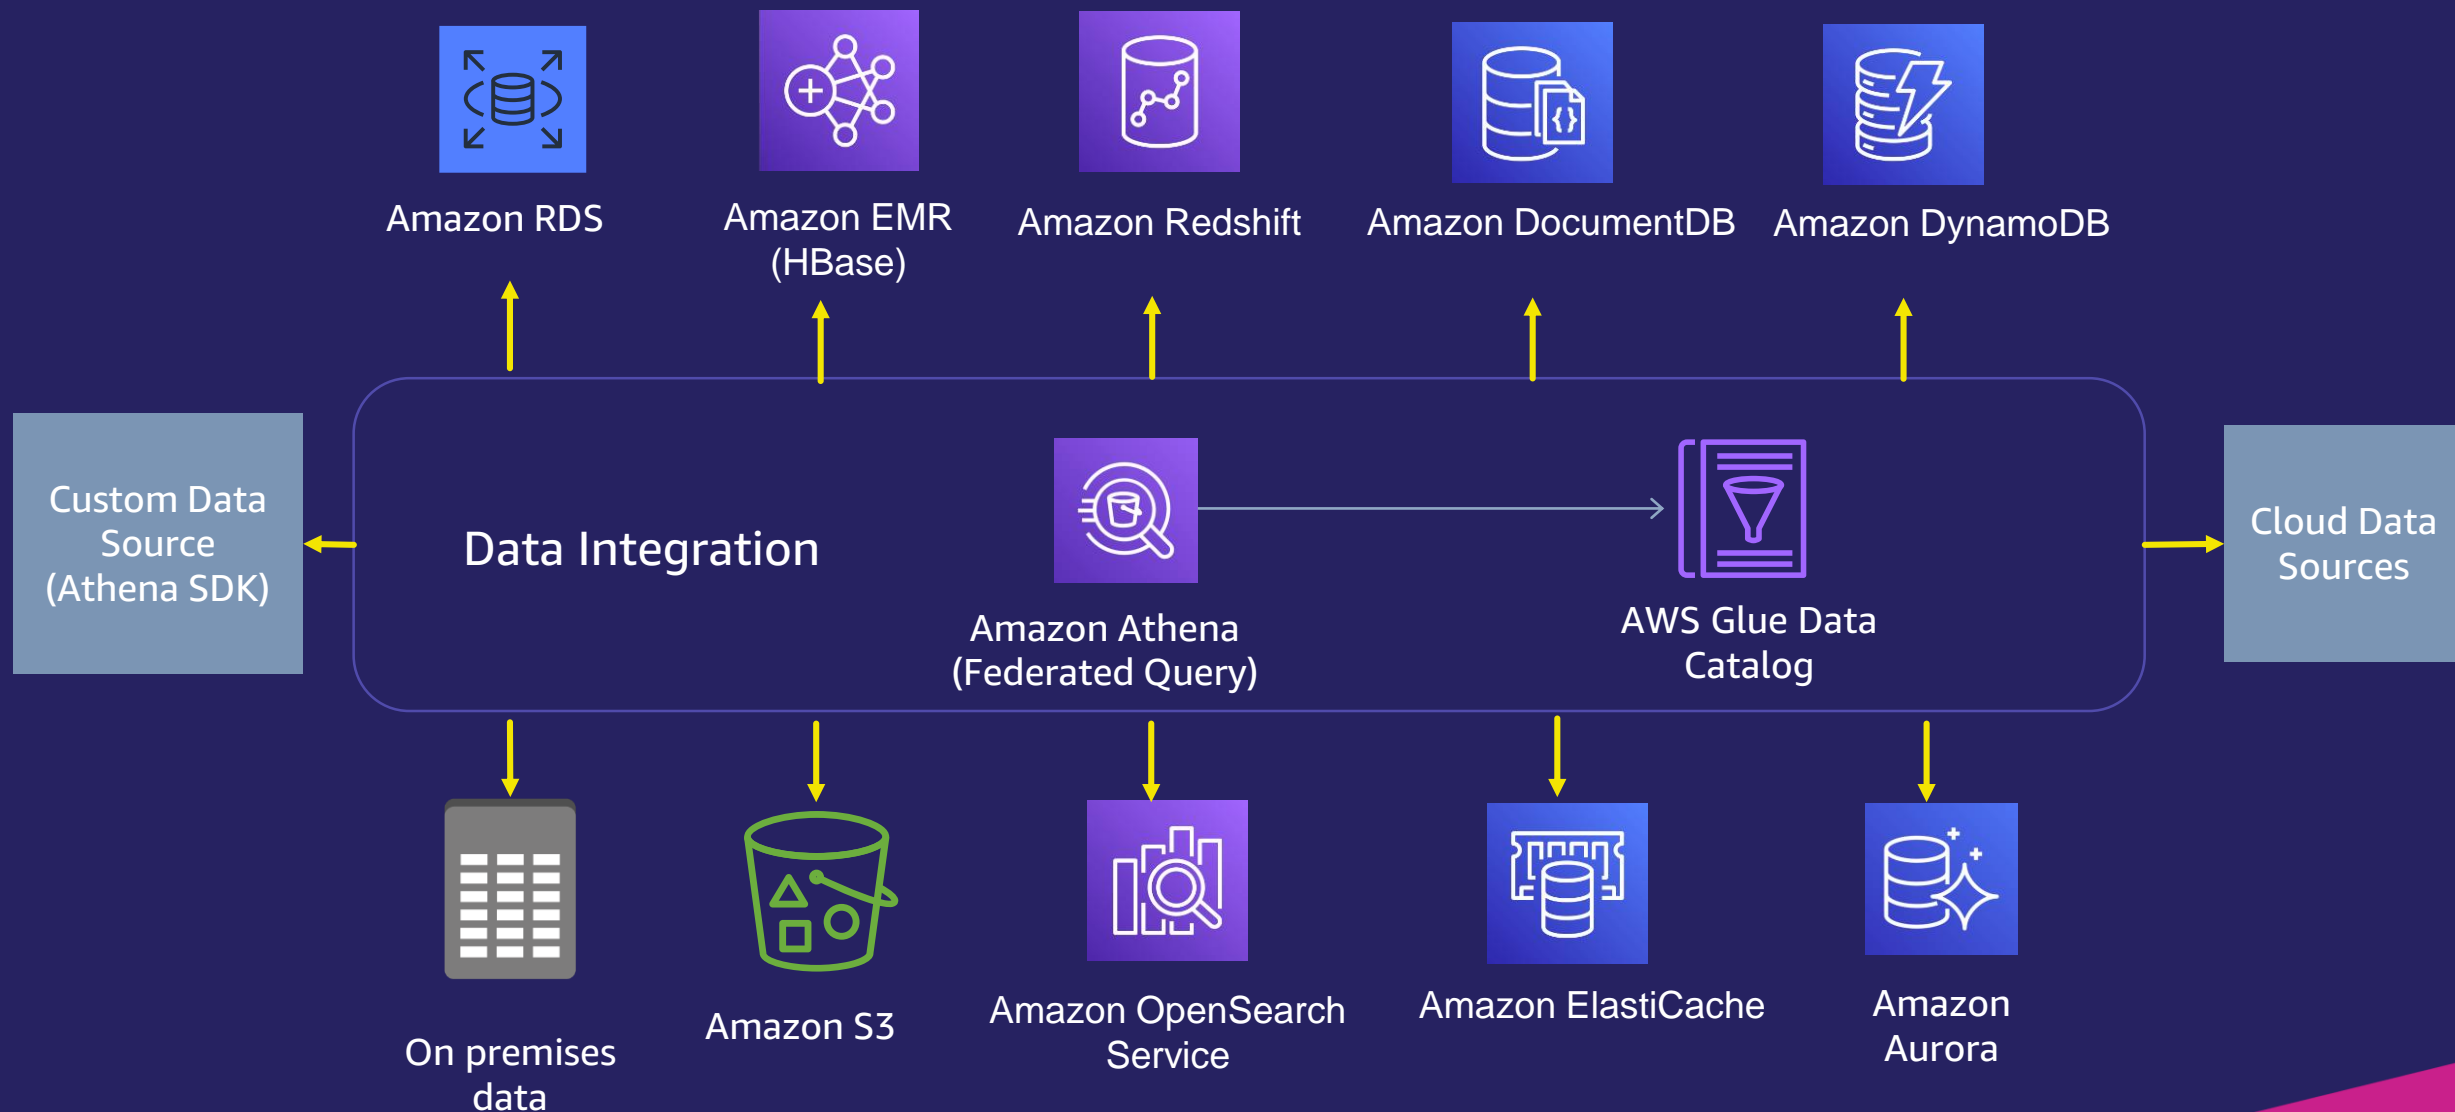 Amazon RDS
Amazon EMR
(HBase)
Amazon Redshift
Amazon DocumentDB
Amazon DynamoDB
Custom Data
Source
(Athena SDK)
Data Integration
Amazon Athena
(Federated Query)
AWS Glue Data
Catalog
Cloud Data
Sources
On premises
data
Amazon S3
Amazon OpenSearch
Service
Amazon ElastiCache
Amazon
Aurora